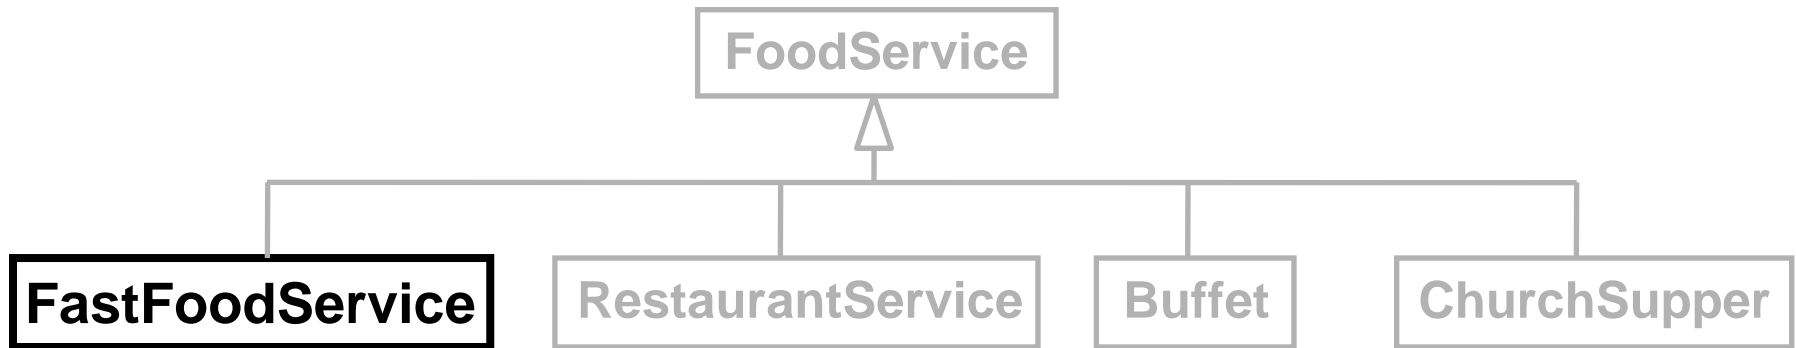 FoodService
FastFoodService
RestaurantService
Buffet
ChurchSupper